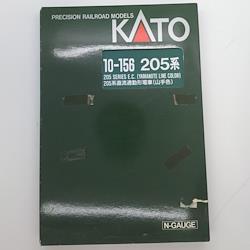 PRECISION RAILROAD MODELS
KATO
10-156 205系
205 SERIES E.C. (YAMANOTE LINE COLOR)
205系直流通勤形電車(山手色)
N-GAUGE